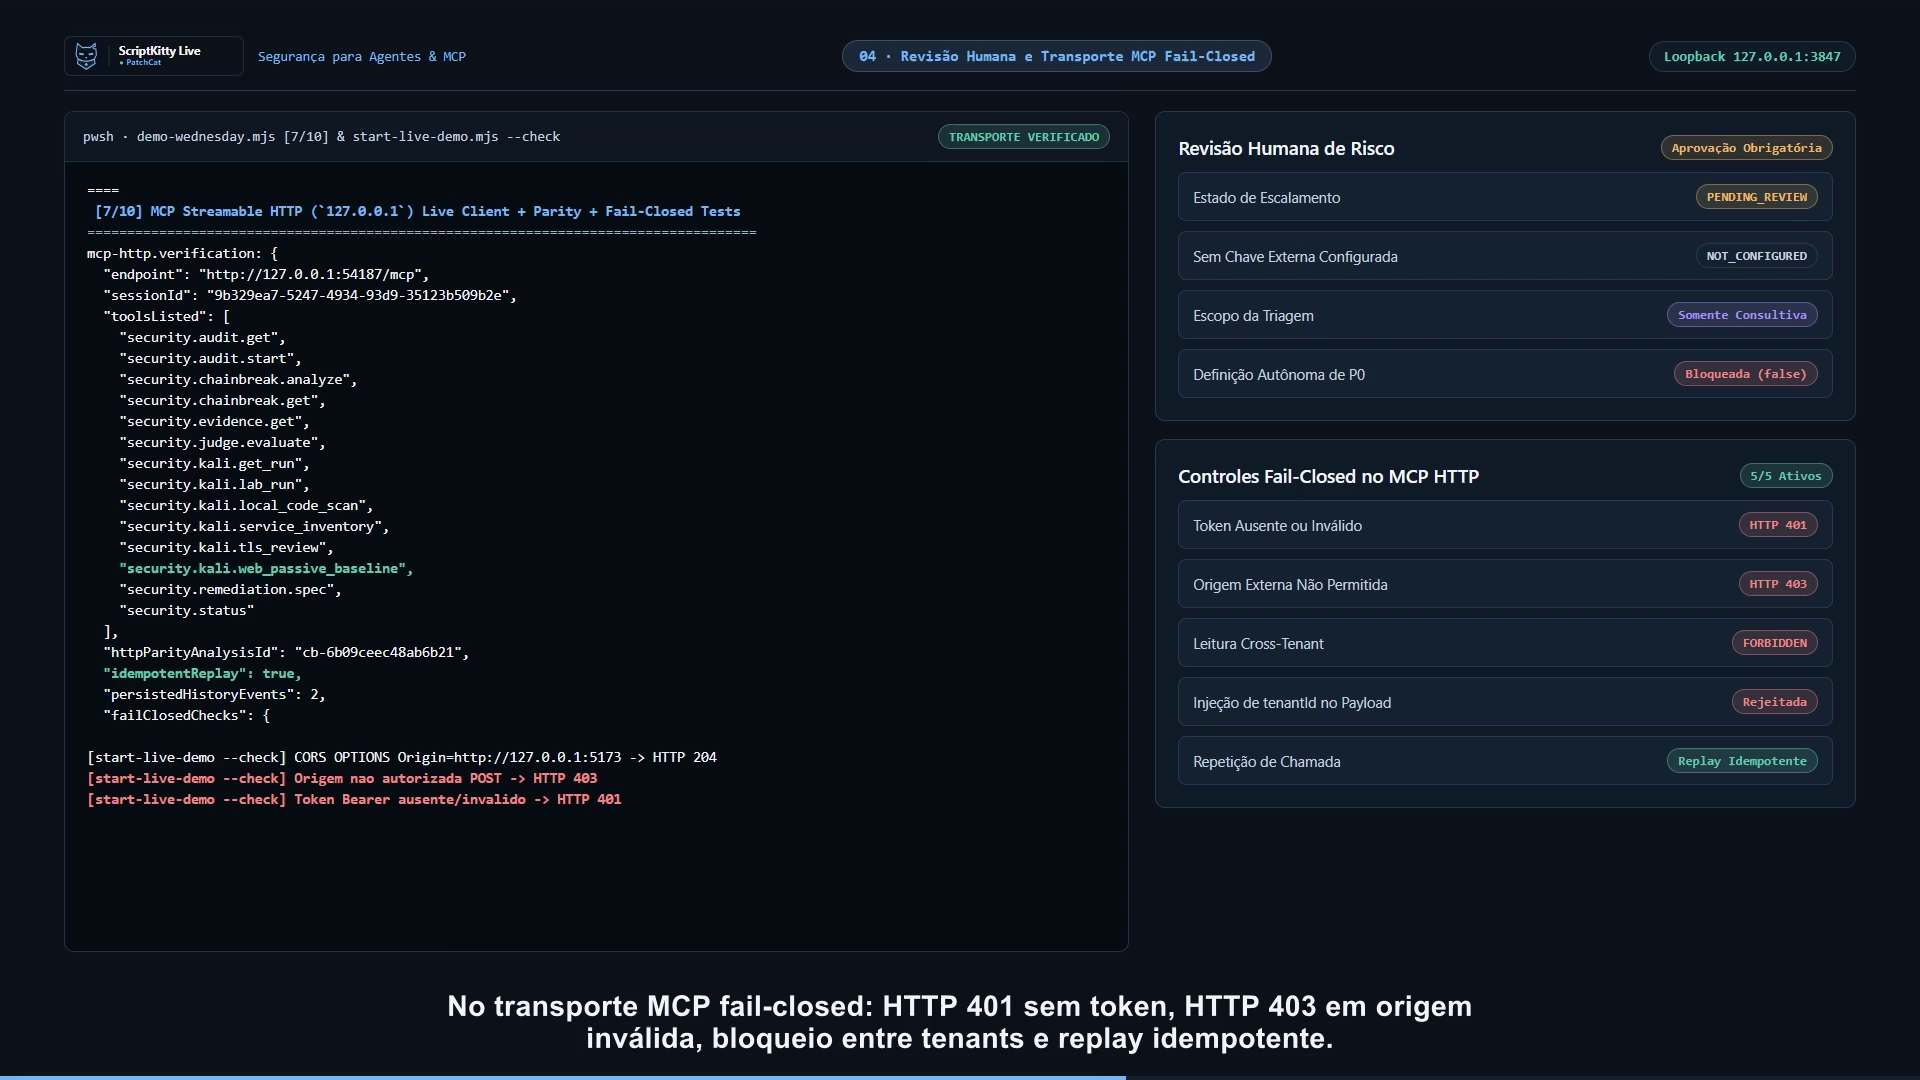 ScriptKitty Live
• PatchCat
Segurança para Agentes & MCP
04 · Revisão Humana e Transporte MCP Fail-Closed
Loopback 127.0.0.1:3847
pwsh · demo-wednesday.mjs [7/10] & start-live-demo.mjs --check
TRANSPORTE VERIFICADO
====
[7/10] MCP Streamable HTTP (`127.0.0.1`) Live Client + Parity + Fail-Closed Tests
====================================================================================
mcp-http.verification: {
"endpoint": "http://127.0.0.1:54187/mcp",
"sessionId": "9b329ea7-5247-4934-93d9-35123b509b2e",
"toolsListed": [
"security.audit.get",
"security.audit.start",
"security.chainbreak.analyze",
"security.chainbreak.get",
"security.evidence.get",
"security.judge.evaluate",
"security.kali.get_run",
"security.kali.lab_run",
"security.kali.local_code_scan",
"security.kali.service_inventory",
"security.kali.tls_review",
"security.kali.web_passive_baseline",
"security.remediation.spec",
"security.status"
],
"httpParityAnalysisId": "cb-6b09ceec48ab6b21",
"idempotentReplay": true,
"persistedHistoryEvents": 2,
"failClosedChecks": {
[start-live-demo --check] CORS OPTIONS Origin=http://127.0.0.1:5173 -> HTTP 204
[start-live-demo --check] Origem nao autorizada POST -> HTTP 403
[start-live-demo --check] Token Bearer ausente/invalido -> HTTP 401
Revisão Humana de Risco
Aprovação Obrigatória
Estado de Escalamento
PENDING_REVIEW
Sem Chave Externa Configurada
NOT_CONFIGURED
Escopo da Triagem
Somente Consultiva
Definição Autônoma de P0
Bloqueada (false)
Controles Fail-Closed no MCP HTTP
5/5 Ativos
Token Ausente ou Inválido
HTTP 401
Origem Externa Não Permitida
HTTP 403
Leitura Cross-Tenant
FORBIDDEN
Injeção de tenantId no Payload
Rejeitada
Repetição de Chamada
Replay Idempotente
No transporte MCP fail-closed: HTTP 401 sem token, HTTP 403 em origem
inválida, bloqueio entre tenants e replay idempotente.